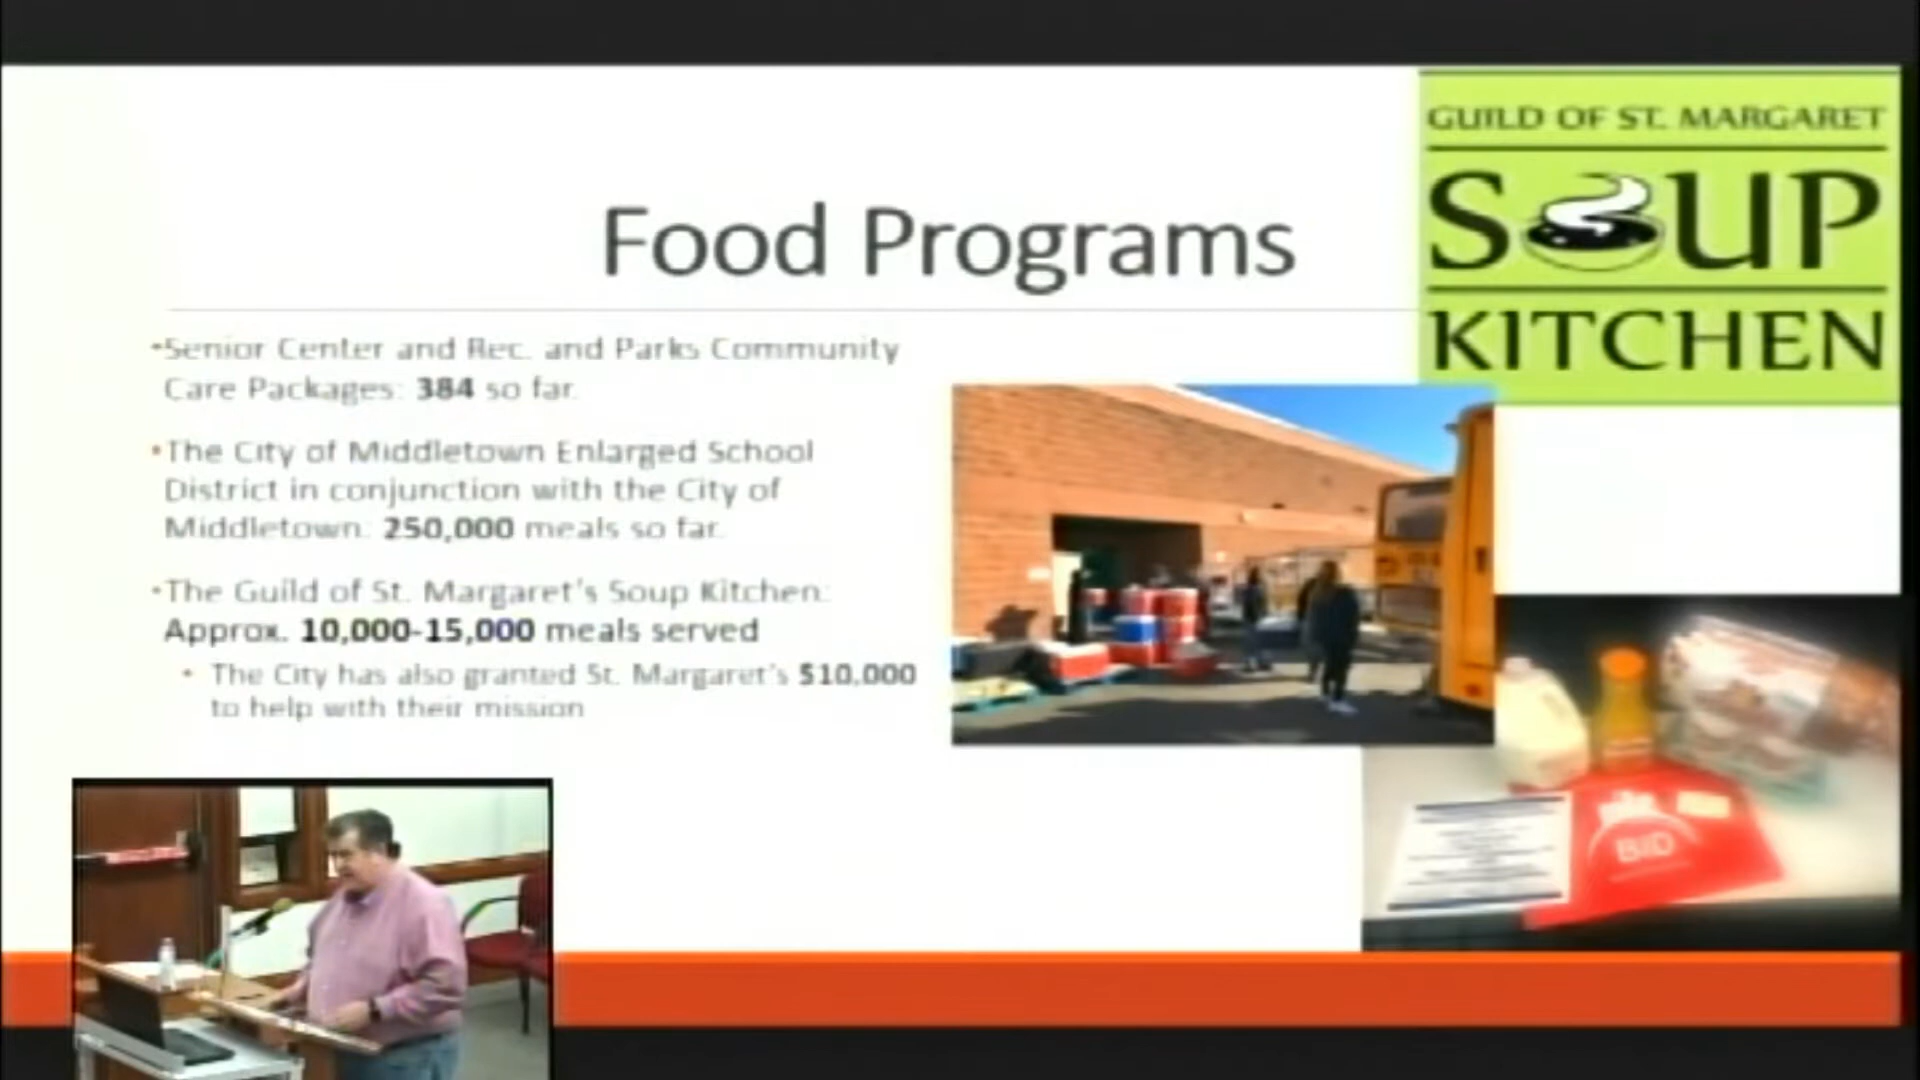 GUILD OF ST. MARGARET
SOUP
KITCHEN
Food Programs
•Senior Center and Rec. and Parks Community
Care Packages: 384 so far.
•The City of Middletown Enlarged School
District in conjunction with the City of
Middletown: 250,000 meals so far.
•The Guild of St. Margaret's Soup Kitchen:
Approx. 10,000-15,000 meals served
• The City has also granted St. Margaret's $10,000
to help with their mission
BID